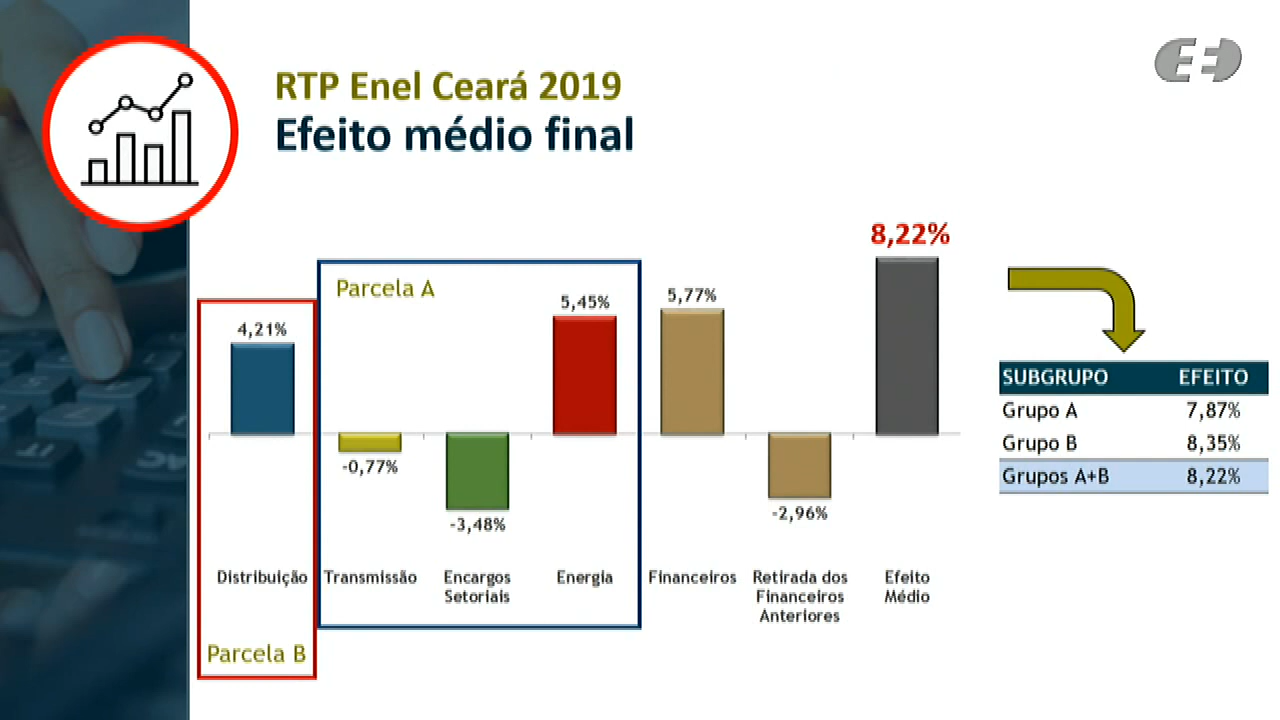 RTP Enel Ceará 2019
Efeito médio final
8,22%
Parcela A
5,45%
5,77%
4,21%
-0,77%
-3,48%
-2,96%
Distribuição
Transmissão
Encargos
Setoriais
Energia
Financeiros
Retirada dos
Financeiros
Anteriores
Efeito
Médio
Parcela B
SUBGRUPO EFEITO
Grupo A 7,87%
Grupo B 8,35%
Grupos A+B 8,22%